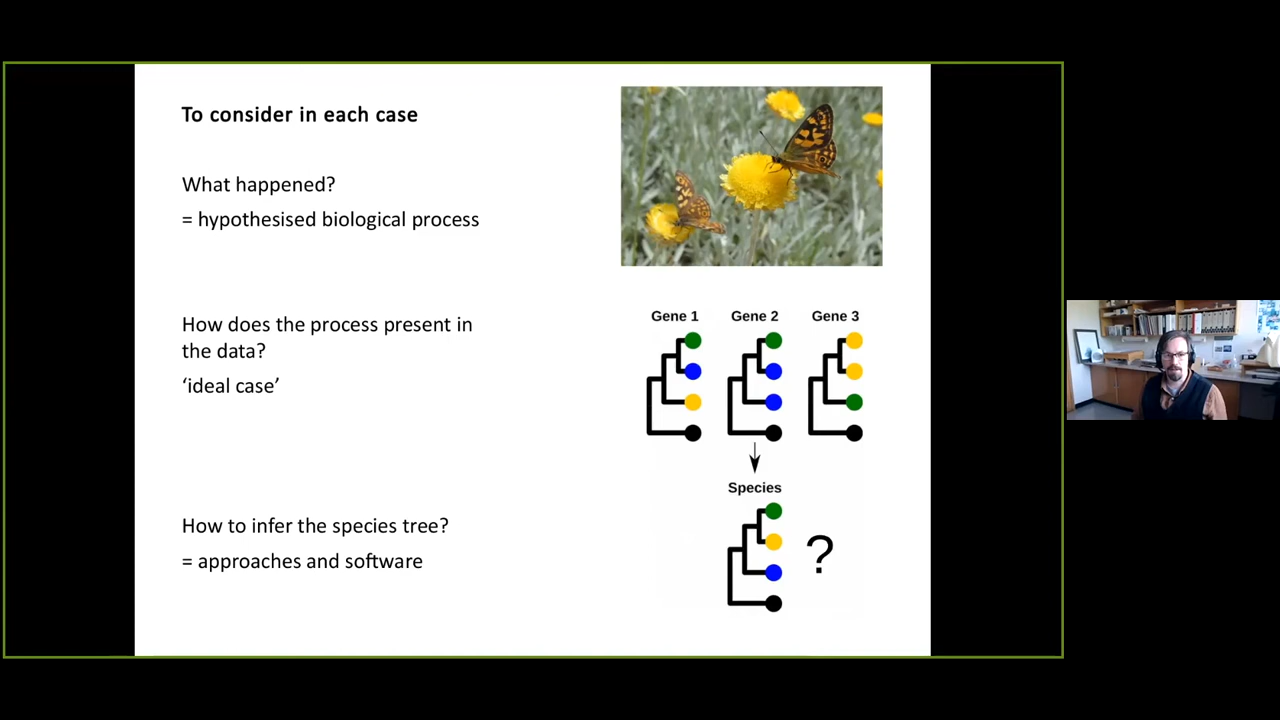 To consider in each case
What happened?
= hypothesised biological process
How does the process present in
the data?
‘ideal case’
How to infer the species tree?
= approaches and software
Gene 1 Gene 2 Gene 3
Species
?